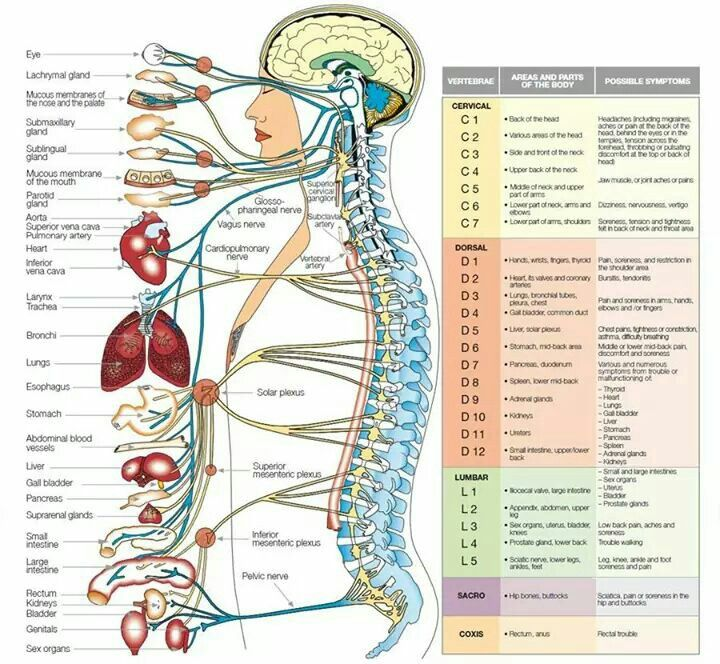 Eye
Lachrymal gland
Mucous membranes of
the nose and the palate
Submaxillary
gland
Sublingual
gland
Mucous membrane
of the mouth
Parotid
gland
Aorta
Superior vena cava
Pulmonary artery
Heart
Inferior
vena cava
Larynx
Trachea
Bronchi
Lungs
Esophagus
Stomach
Abdominal blood
vessels
Liver
Gall bladder
Pancreas
Suprarenal glands
Small
intestine
Large
intestine
Rectum
Kidneys
Bladder
Genitals
Sex organs
Glosso-
pharyngeal nerve
Vagus nerve
Cardiopulmonary
nerve
Superior
cervical
ganglion
Subclavia
artery
Vertebral
artery
Solar plexus
Superior
mesenteric plexus
Inferior
mesenteric plexus
Pelvic nerve
VERTEBRAE
AREAS AND PARTS
OF THE BODY
POSSIBLE SYMPTOMS
CERVICAL
C 1
• Back of the head
C 2
• Various areas of the head
C 3
• Side and front of the neck
C 4
• Upper back of the neck
C 5
• Middle of neck and upper
part of arms
C 6
• Lower part of neck, arms and
elbows
C 7
• Lower part of arms, shoulders
Headaches (including migraines,
aches or pain at the back of the
head, behind the eyes or in the
temples, tension across the
forehead, throbbing or pulsating
discomfort at the top or back of
head)
Jaw muscle, or joint aches or pains
Dizziness, nervousness, vertigo
Soreness, tension and tightness
felt in back of neck and throat area
DORSAL
D 1
• Hands, wrists, fingers, thyroid
D 2
• Heart, its valves and coronary
arteries
D 3
• Lungs, bronchial tubes,
pleura, chest
D 4
• Gall bladder, common duct
D 5
• Liver, solar plexus
D 6
• Stomach, mid-back area
D 7
• Pancreas, duodenum
D 8
• Spleen, lower mid-back
D 9
• Adrenal glands
D 10
• Kidneys
D 11
• Ureters
D 12
• Small intestine, upper/lower
back
Pain, soreness, and restriction in
the shoulder area
Bursitis, tendonitis
Pain and soreness in arms, hands,
elbows and /or fingers
Chest pains, tightness or constriction,
asthma, difficulty breathing
Middle or lower mid-back pain,
discomfort and soreness
Various and numerous
symptoms from trouble or
malfunctioning of:
– Thyroid
– Heart
– Lungs
– Gall bladder
– Liver
– Stomach
– Pancreas
– Spleen
– Adrenal glands
– Kidneys
– Small and large intestines
– Sex organs
– Uterus
– Bladder
– Prostate glands
LUMBAR
L 1
• Iliocecal valve, large intestine
L 2
• Appendix, abdomen, upper
leg
L 3
• Sex organs, uterus, bladder,
knees
L 4
• Prostate gland, lower back
L 5
• Sciatic nerve, lower legs,
ankles, feet
Low back pain, aches and
soreness
Trouble walking
Leg, knee, ankle and foot
soreness and pain
SACRO
• Hip bones, buttocks
Sciatica, pain or soreness in the
hip and buttocks
COXIS
• Rectum, anus
Rectal trouble